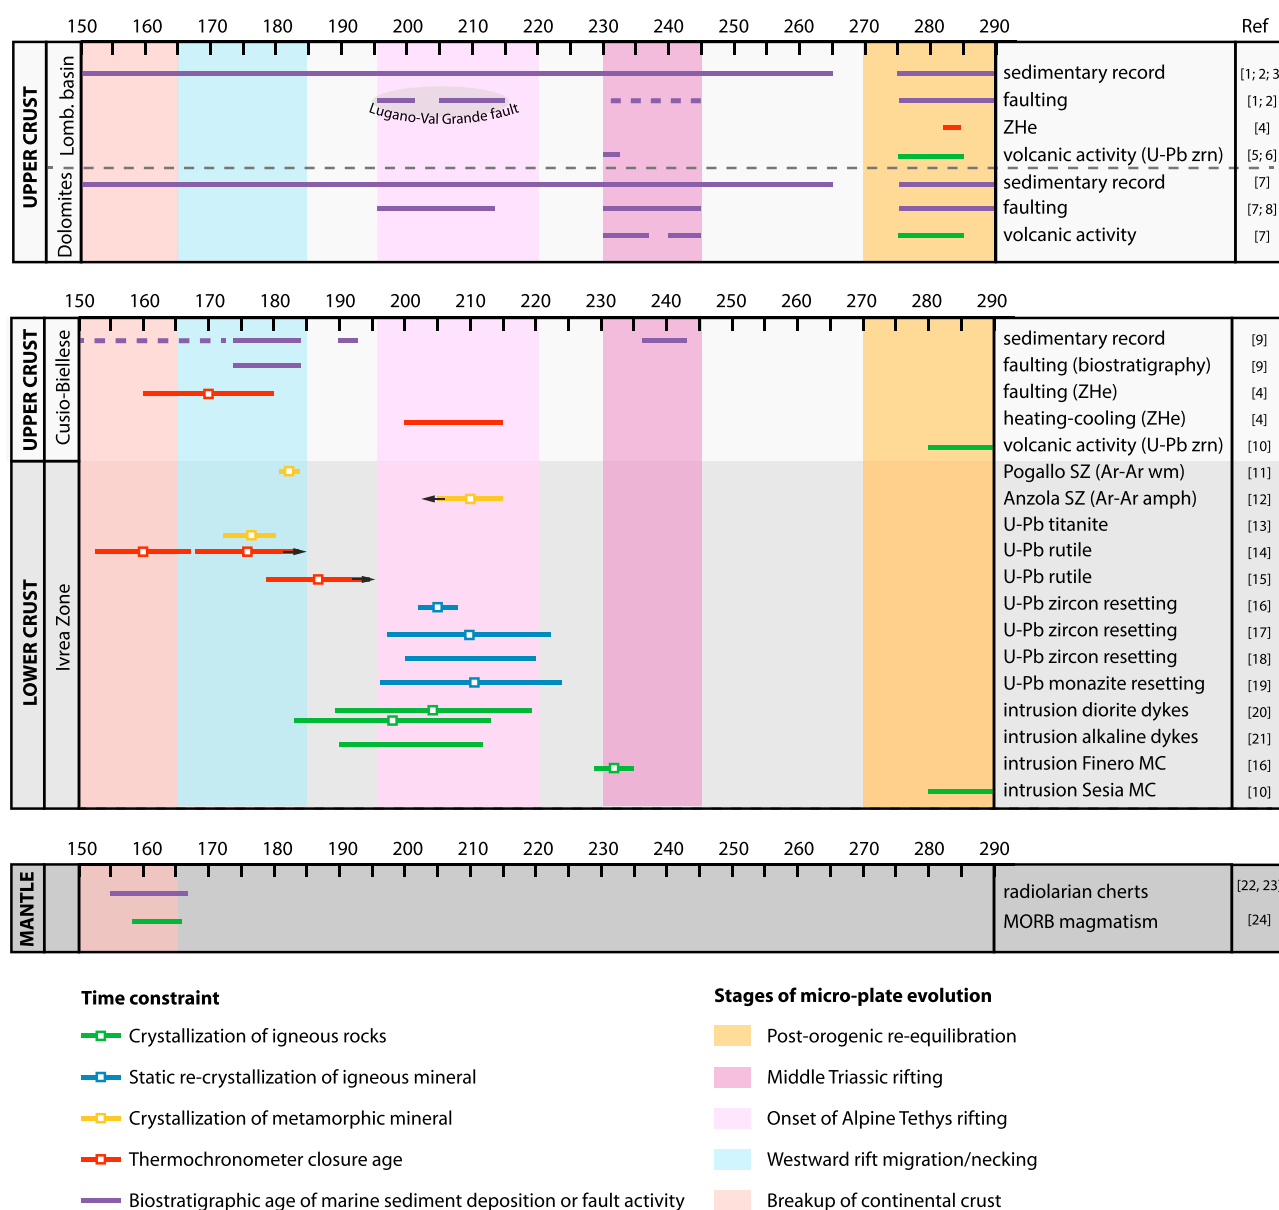 150 160 170 180 190 200 210 220 230 240 250 260 270 280 290 Ref
UPPER CRUST
Lomb. basin
Dolomites
sedimentary record [1; 2; 3
Lugano-Val Grande fault
faulting [1; 2]
ZHe [4]
volcanic activity (U-Pb zrn) [5; 6]
sedimentary record [7]
faulting [7; 8]
volcanic activity [7]
150 160 170 180 190 200 210 220 230 240 250 260 270 280 290
UPPER CRUST
Cusio-Biellese
sedimentary record [9]
faulting (biostratigraphy) [9]
faulting (ZHe) [4]
heating-cooling (ZHe) [4]
volcanic activity (U-Pb zrn) [10]
LOWER CRUST
Ivrea Zone
Pogallo SZ (Ar-Ar wm) [11]
Anzola SZ (Ar-Ar amph) [12]
U-Pb titanite [13]
U-Pb rutile [14]
U-Pb rutile [15]
U-Pb zircon resetting [16]
U-Pb zircon resetting [17]
U-Pb zircon resetting [18]
U-Pb monazite resetting [19]
intrusion diorite dykes [20]
intrusion alkaline dykes [21]
intrusion Finero MC [16]
intrusion Sesia MC [10]
150 160 170 180 190 200 210 220 230 240 250 260 270 280 290
MANTLE
radiolarian cherts [22, 23]
MORB magmatism [24]
Time constraint
Crystallization of igneous rocks
Static re-crystallization of igneous mineral
Crystallization of metamorphic mineral
Thermochronometer closure age
Biostratigraphic age of marine sediment deposition or fault activity
Stages of micro-plate evolution
Post-orogenic re-equilibration
Middle Triassic rifting
Onset of Alpine Tethys rifting
Westward rift migration/necking
Breakup of continental crust